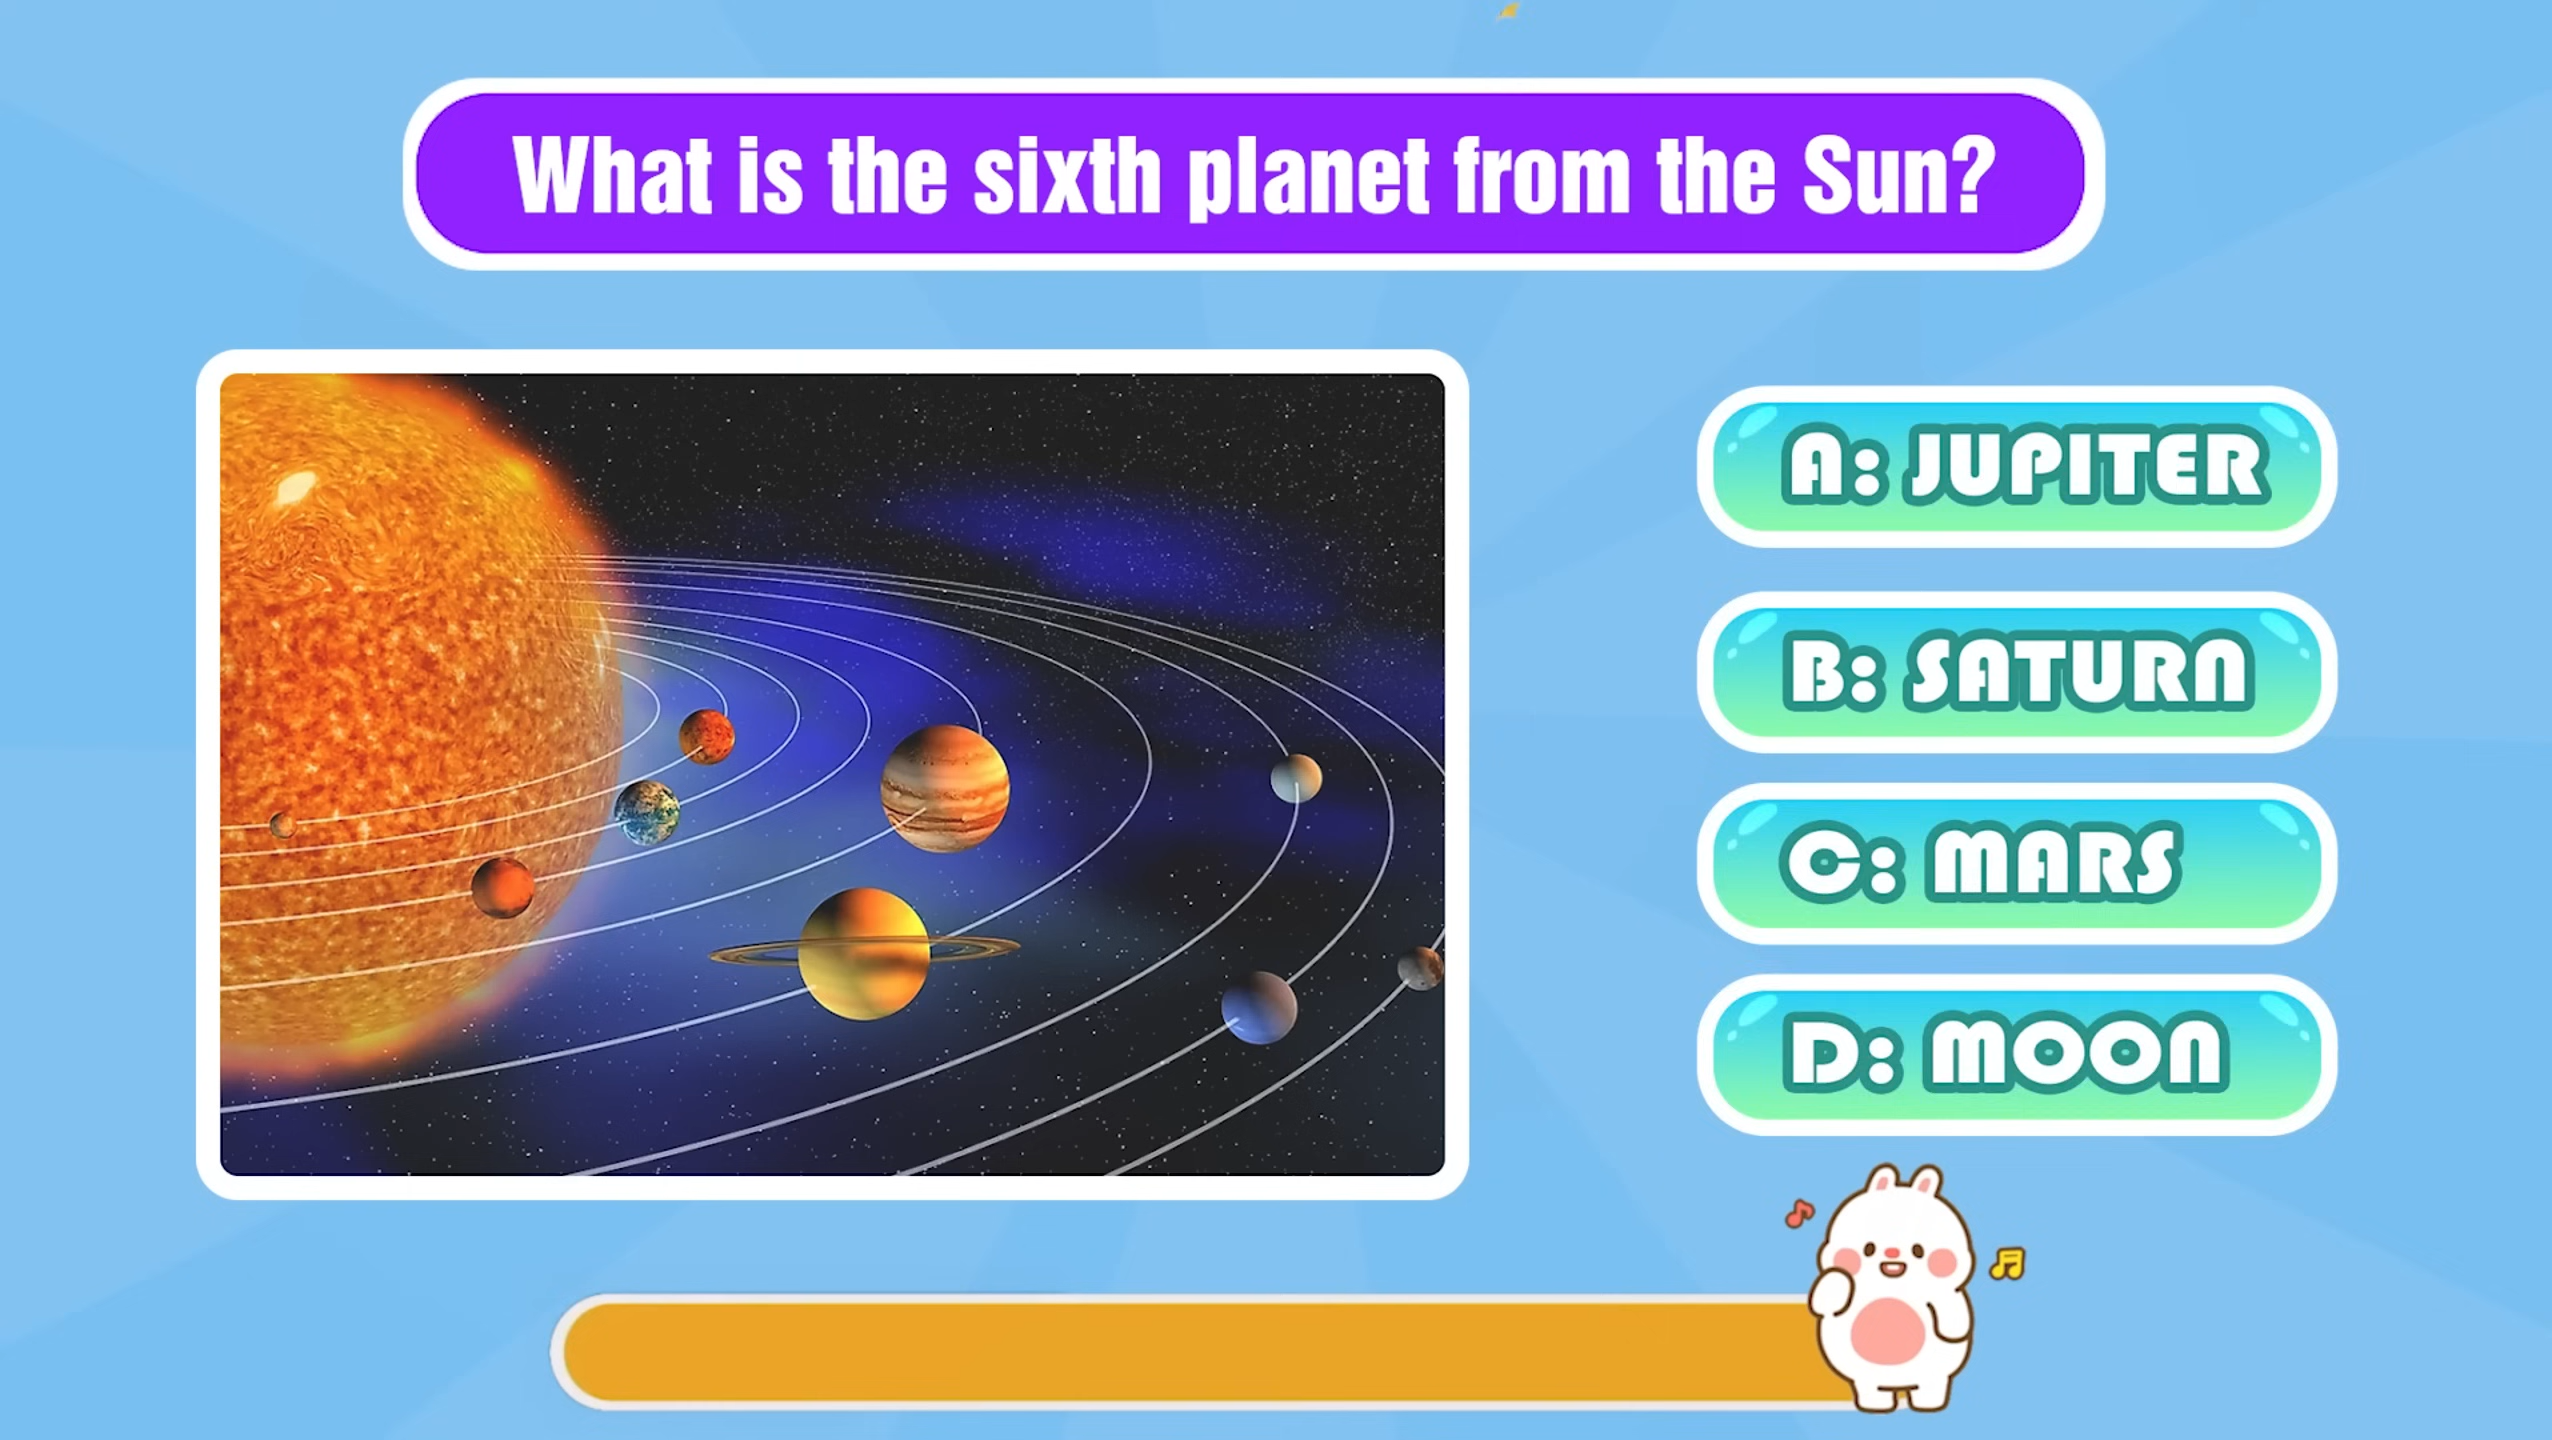 What is the sixth planet from the Sun?
A: JUPITER
B: SATURN
C: MARS
D: MOON